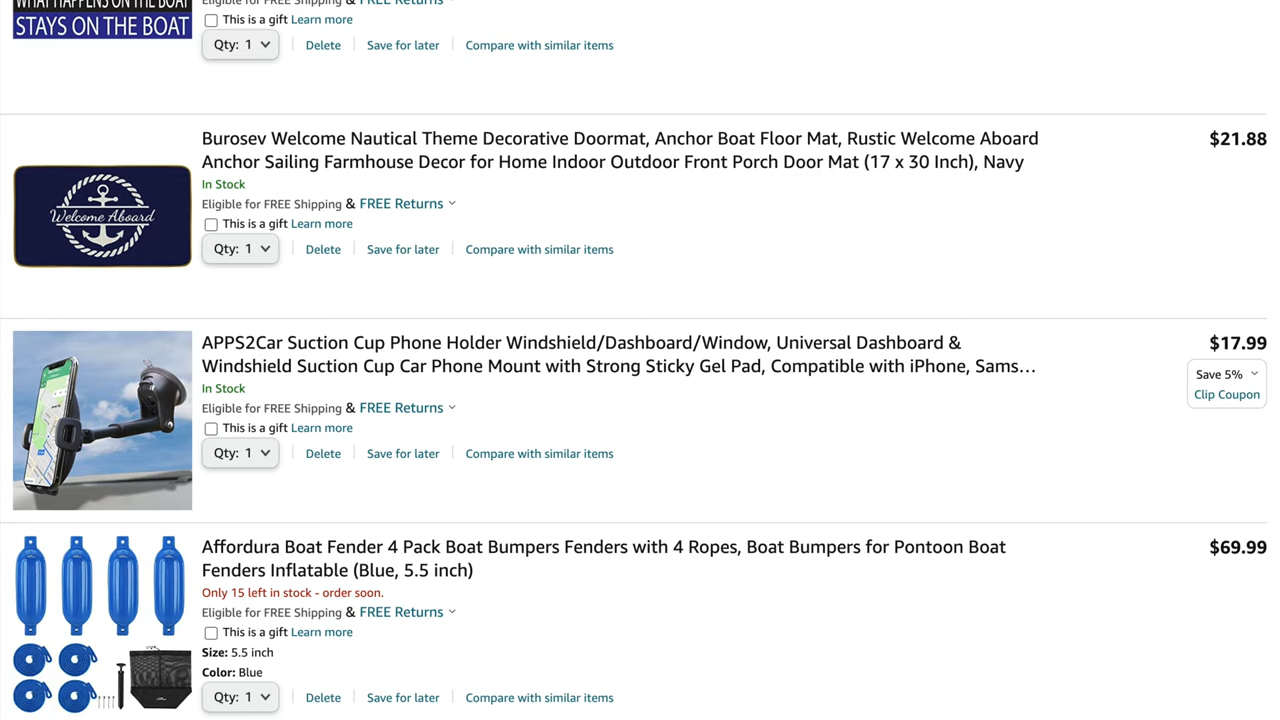 WHAT HAPPENS ON THE BOAT
STAYS ON THE BOAT
Eligible for FREE Shipping & FREE Returns
This is a gift Learn more
Qty: 1 Delete Save for later Compare with similar items
Burosev Welcome Nautical Theme Decorative Doormat, Anchor Boat Floor Mat, Rustic Welcome Aboard $21.88
Anchor Sailing Farmhouse Decor for Home Indoor Outdoor Front Porch Door Mat (17 x 30 Inch), Navy
In Stock
Welcome Aboard
Eligible for FREE Shipping & FREE Returns
This is a gift Learn more
Qty: 1 Delete Save for later Compare with similar items
APPS2Car Suction Cup Phone Holder Windshield/Dashboard/Window, Universal Dashboard & $17.99
Windshield Suction Cup Car Phone Mount with Strong Sticky Gel Pad, Compatible with iPhone, Sams…
Save 5%
In Stock
Clip Coupon
Eligible for FREE Shipping & FREE Returns
This is a gift Learn more
Qty: 1 Delete Save for later Compare with similar items
Affordura Boat Fender 4 Pack Boat Bumpers Fenders with 4 Ropes, Boat Bumpers for Pontoon Boat $69.99
Fenders Inflatable (Blue, 5.5 inch)
Only 15 left in stock - order soon.
Eligible for FREE Shipping & FREE Returns
This is a gift Learn more
Size: 5.5 inch
Color: Blue
Qty: 1 Delete Save for later Compare with similar items